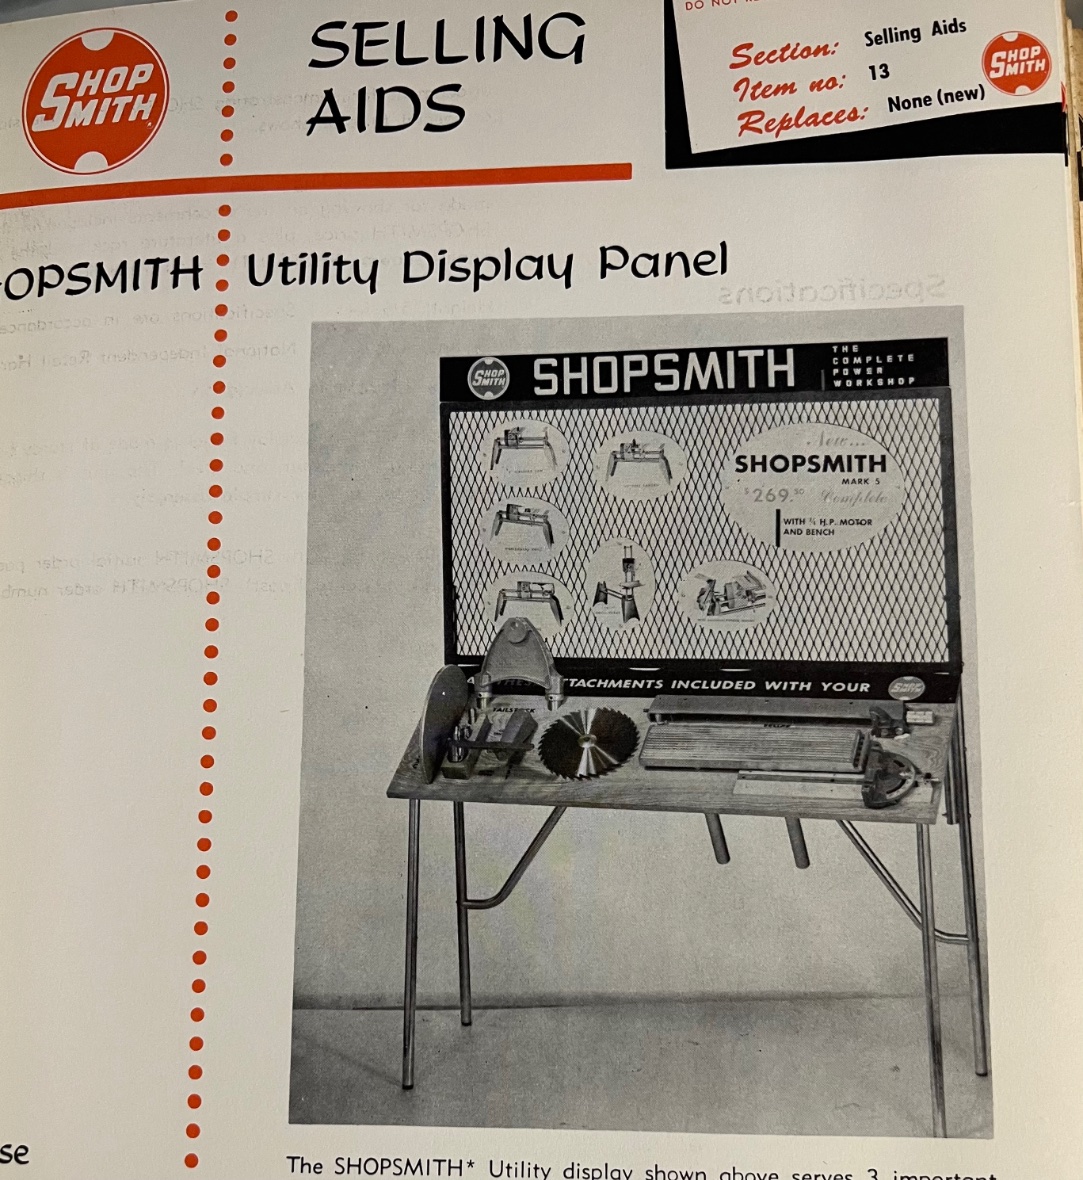 SHOP
SMITH
SELLING
AIDS
Section: Selling Aids
Item no: 13
Replaces: None (new)
SHOP
SMITH
OPSMITH Utility Display Panel
SHOP
SMITH
SHOPSMITH
THE
COMPLETE
POWER
WORKSHOP
New...
SHOPSMITH
MARK 5
$269.50 Complete
WITH ¾ H.P. MOTOR
AND BENCH
ATTACHMENTS INCLUDED WITH YOUR
se
The SHOPSMITH* Utility display shown above serves 3 important